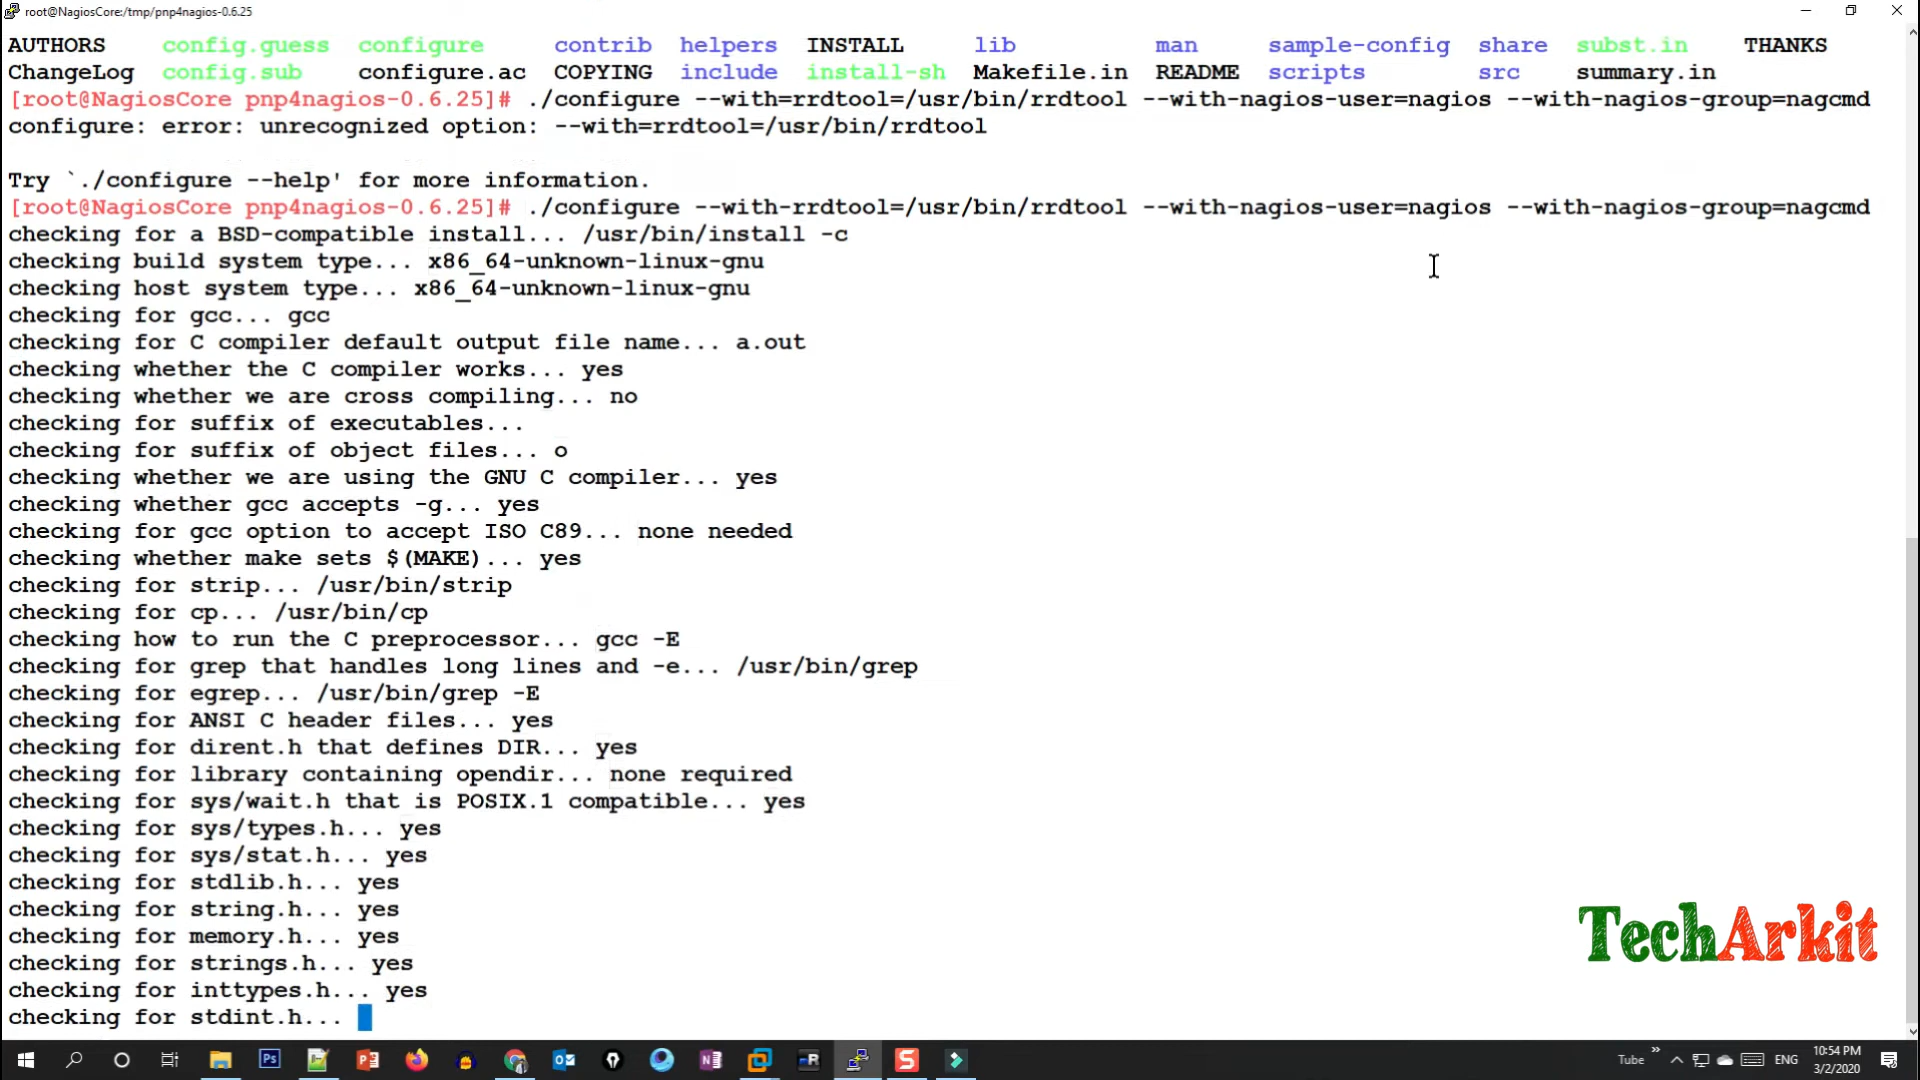 root@NagiosCore:/tmp/pnp4nagios-0.6.25
AUTHORS config.guess configure contrib helpers INSTALL lib man sample-config share subst.in THANKS
ChangeLog config.sub configure.ac COPYING include install-sh Makefile.in README scripts src summary.in
[root@NagiosCore pnp4nagios-0.6.25]# ./configure --with=rrdtool=/usr/bin/rrdtool --with-nagios-user=nagios --with-nagios-group=nagcmd
configure: error: unrecognized option: --with=rrdtool=/usr/bin/rrdtool
Try `./configure --help' for more information.
[root@NagiosCore pnp4nagios-0.6.25]# ./configure --with-rrdtool=/usr/bin/rrdtool --with-nagios-user=nagios --with-nagios-group=nagcmd
checking for a BSD-compatible install... /usr/bin/install -c
checking build system type... x86_64-unknown-linux-gnu
checking host system type... x86_64-unknown-linux-gnu
checking for gcc... gcc
checking for C compiler default output file name... a.out
checking whether the C compiler works... yes
checking whether we are cross compiling... no
checking for suffix of executables...
checking for suffix of object files... o
checking whether we are using the GNU C compiler... yes
checking whether gcc accepts -g... yes
checking for gcc option to accept ISO C89... none needed
checking whether make sets $(MAKE)... yes
checking for strip... /usr/bin/strip
checking for cp... /usr/bin/cp
checking how to run the C preprocessor... gcc -E
checking for grep that handles long lines and -e... /usr/bin/grep
checking for egrep... /usr/bin/grep -E
checking for ANSI C header files... yes
checking for dirent.h that defines DIR... yes
checking for library containing opendir... none required
checking for sys/wait.h that is POSIX.1 compatible... yes
checking for sys/types.h... yes
checking for sys/stat.h... yes
checking for stdlib.h... yes
checking for string.h... yes
checking for memory.h... yes
checking for strings.h... yes
checking for inttypes.h... yes
checking for stdint.h...
TechArkit
Tube » ENG 10:54 PM
3/2/2020